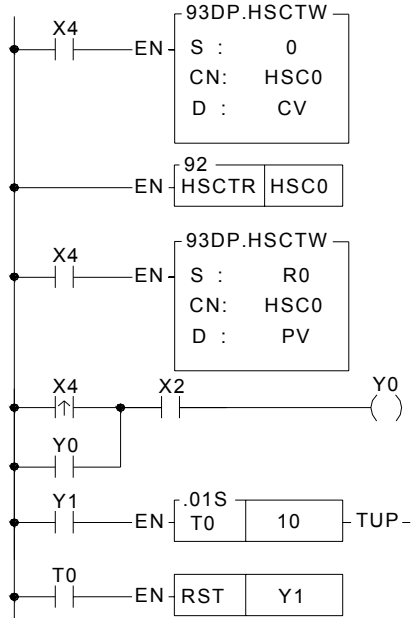 93DP.HSCTW
X4
EN
S : 0
CN: HSC0
D : CV
92
EN
HSCTR HSC0
93DP.HSCTW
X4
EN
S : R0
CN: HSC0
D : PV
X4 X2 Y0
↑
Y0
.01S
Y1
EN T0 10 TUP
T0
EN RST Y1